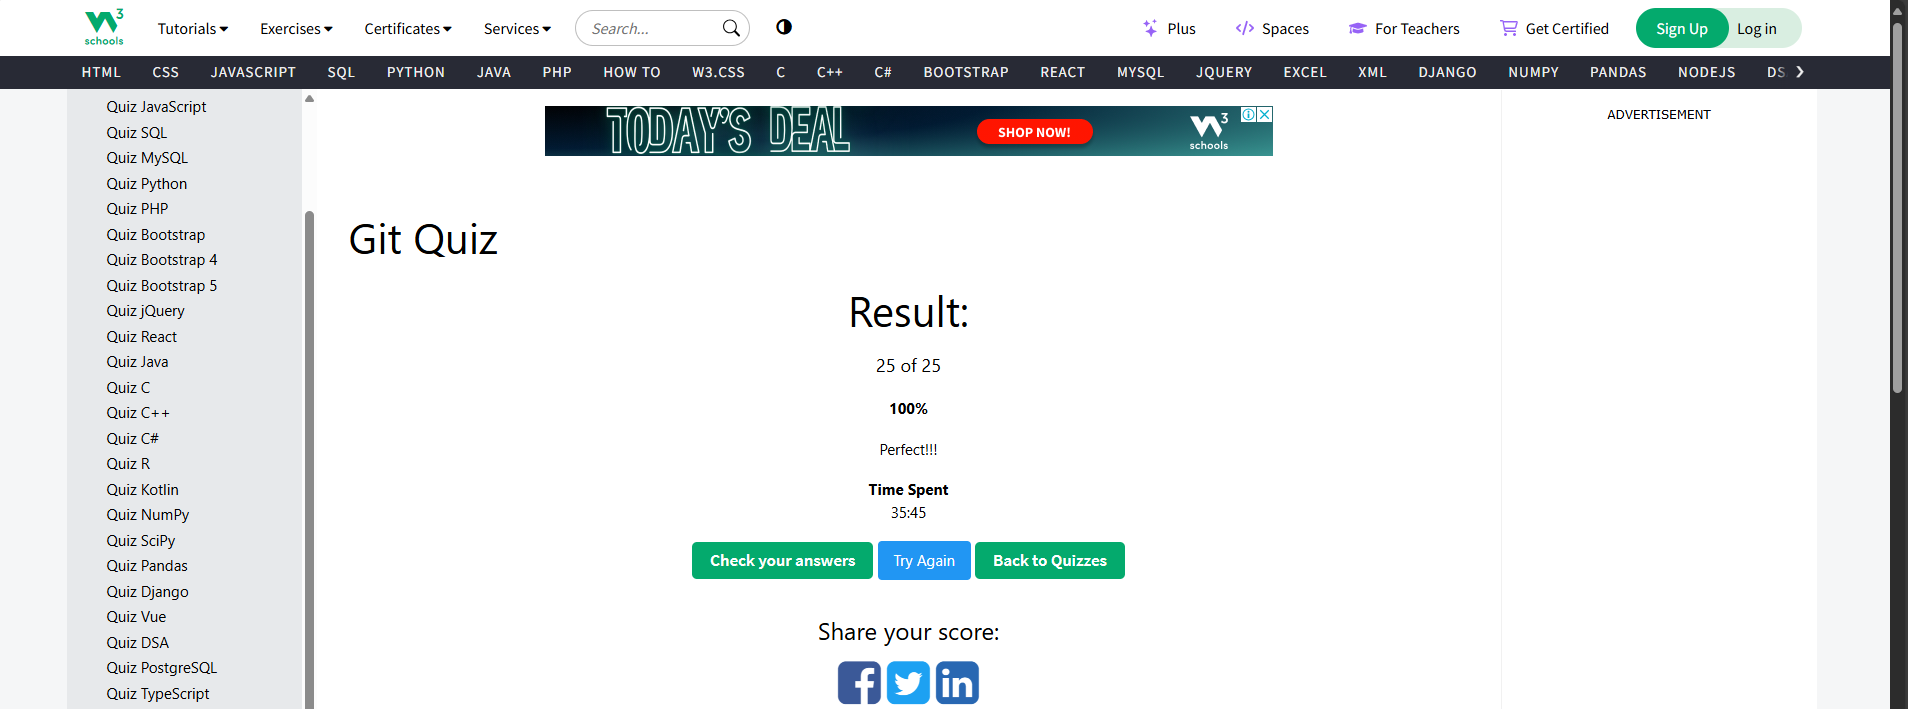 3
schools
Tutorials
Exercises
Certificates
Services
Search...
Plus
Spaces
For Teachers
Get Certified
Sign Up
Log in
HTML CSS JAVASCRIPT SQL PYTHON JAVA PHP HOW TO W3.CSS C C++ C# BOOTSTRAP REACT MYSQL JQUERY EXCEL XML DJANGO NUMPY PANDAS NODEJS DS
Quiz JavaScript
Quiz SQL
Quiz MySQL
Quiz Python
Quiz PHP
Quiz Bootstrap
Quiz Bootstrap 4
Quiz Bootstrap 5
Quiz jQuery
Quiz React
Quiz Java
Quiz C
Quiz C++
Quiz C#
Quiz R
Quiz Kotlin
Quiz NumPy
Quiz SciPy
Quiz Pandas
Quiz Django
Quiz Vue
Quiz DSA
Quiz PostgreSQL
Quiz TypeScript
TODAY'S DEAL
SHOP NOW!
3
schools
Git Quiz
Result:
25 of 25
100%
Perfect!!!
Time Spent
35:45
Check your answers
Try Again
Back to Quizzes
Share your score:
ADVERTISEMENT